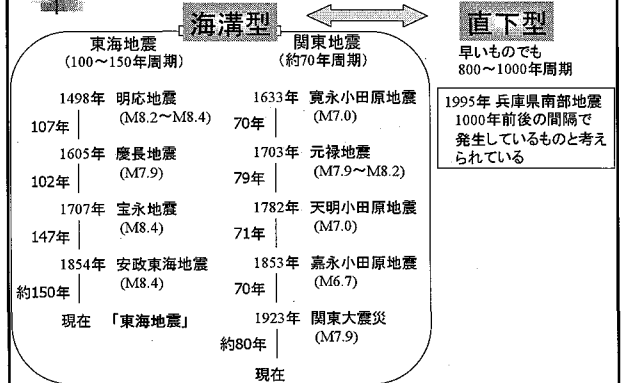 海溝型
直下型
東海地震
(100～150年周期)
1498年 明応地震
(M8.2～M8.4)
107年
1605年 慶長地震
(M7.9)
102年
1707年 宝永地震
(M8.4)
147年
1854年 安政東海地震
(M8.4)
約150年
現在 「東海地震」
関東地震
(約70年周期)
1633年 寛永小田原地震
(M7.0)
70年
1703年 元禄地震
(M7.9～M8.2)
79年
1782年 天明小田原地震
(M7.0)
71年
1853年 嘉永小田原地震
(M6.7)
70年
1923年 関東大震災
(M7.9)
約80年
現在
早いものでも
800～1000年周期
1995年 兵庫県南部地震
1000年前後の間隔で
発生しているものと考え
られている